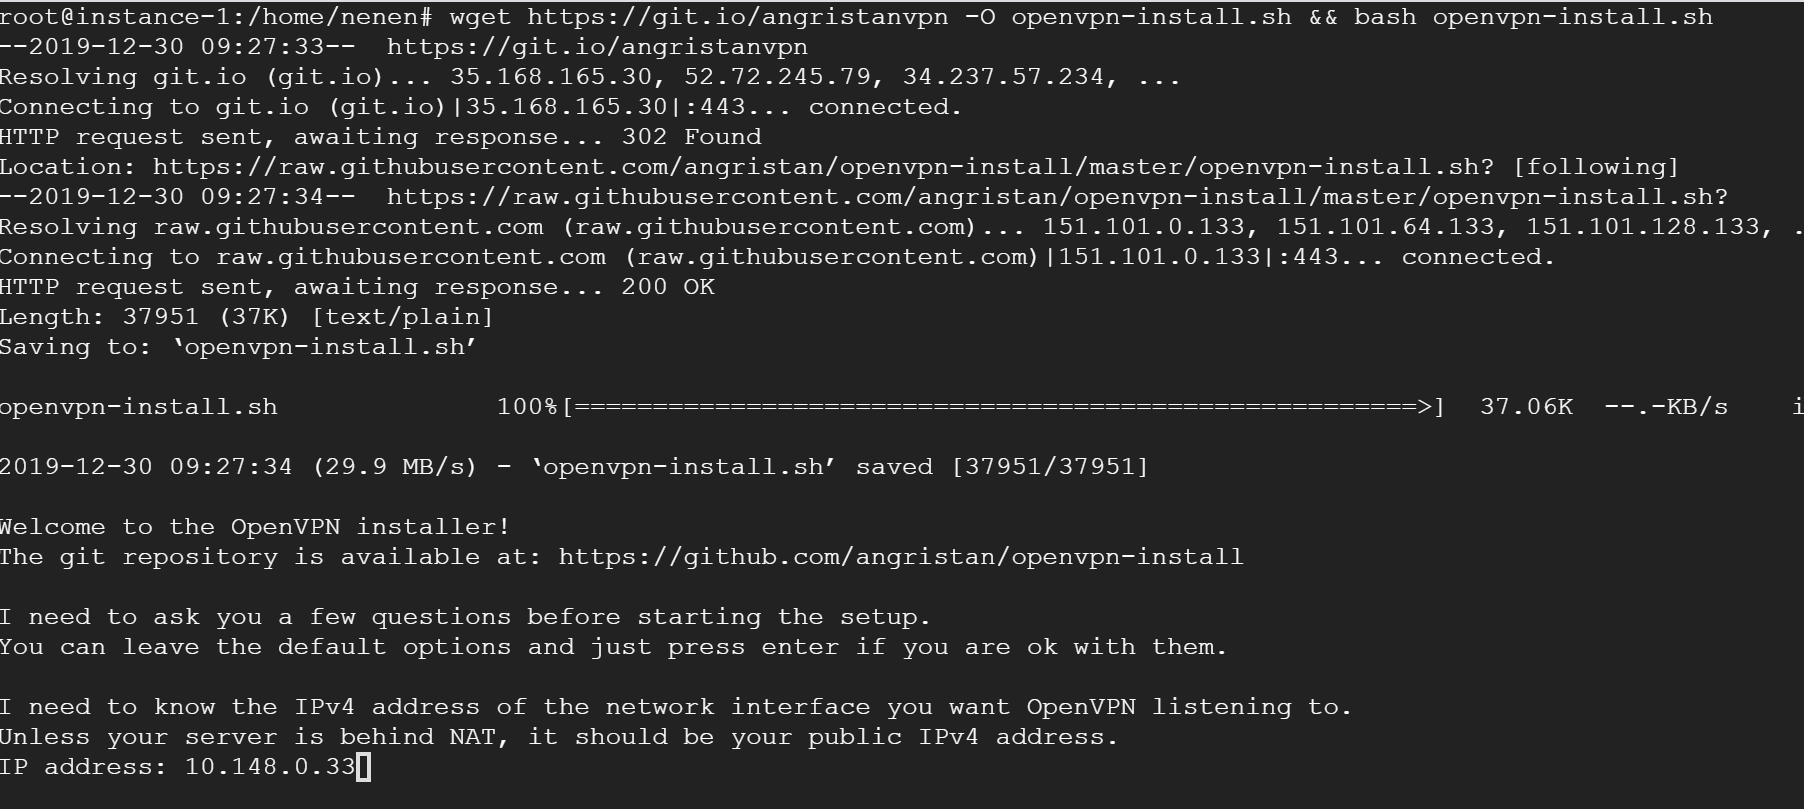 root@instance-1:/home/nenen# wget https://git.io/angristanvpn -O openvpn-install.sh && bash openvpn-install.sh
--2019-12-30 09:27:33--  https://git.io/angristanvpn
Resolving git.io (git.io)... 35.168.165.30, 52.72.245.79, 34.237.57.234, ...
Connecting to git.io (git.io)|35.168.165.30|:443... connected.
HTTP request sent, awaiting response... 302 Found
Location: https://raw.githubusercontent.com/angristan/openvpn-install/master/openvpn-install.sh? [following]
--2019-12-30 09:27:34--  https://raw.githubusercontent.com/angristan/openvpn-install/master/openvpn-install.sh?
Resolving raw.githubusercontent.com (raw.githubusercontent.com)... 151.101.0.133, 151.101.64.133, 151.101.128.133, .
Connecting to raw.githubusercontent.com (raw.githubusercontent.com)|151.101.0.133|:443... connected.
HTTP request sent, awaiting response... 200 OK
Length: 37951 (37K) [text/plain]
Saving to: ‘openvpn-install.sh’
openvpn-install.sh              100%[======================================================>]  37.06K  --.-KB/s    i
2019-12-30 09:27:34 (29.9 MB/s) - ‘openvpn-install.sh’ saved [37951/37951]
Welcome to the OpenVPN installer!
The git repository is available at: https://github.com/angristan/openvpn-install
I need to ask you a few questions before starting the setup.
You can leave the default options and just press enter if you are ok with them.
I need to know the IPv4 address of the network interface you want OpenVPN listening to.
Unless your server is behind NAT, it should be your public IPv4 address.
IP address: 10.148.0.33